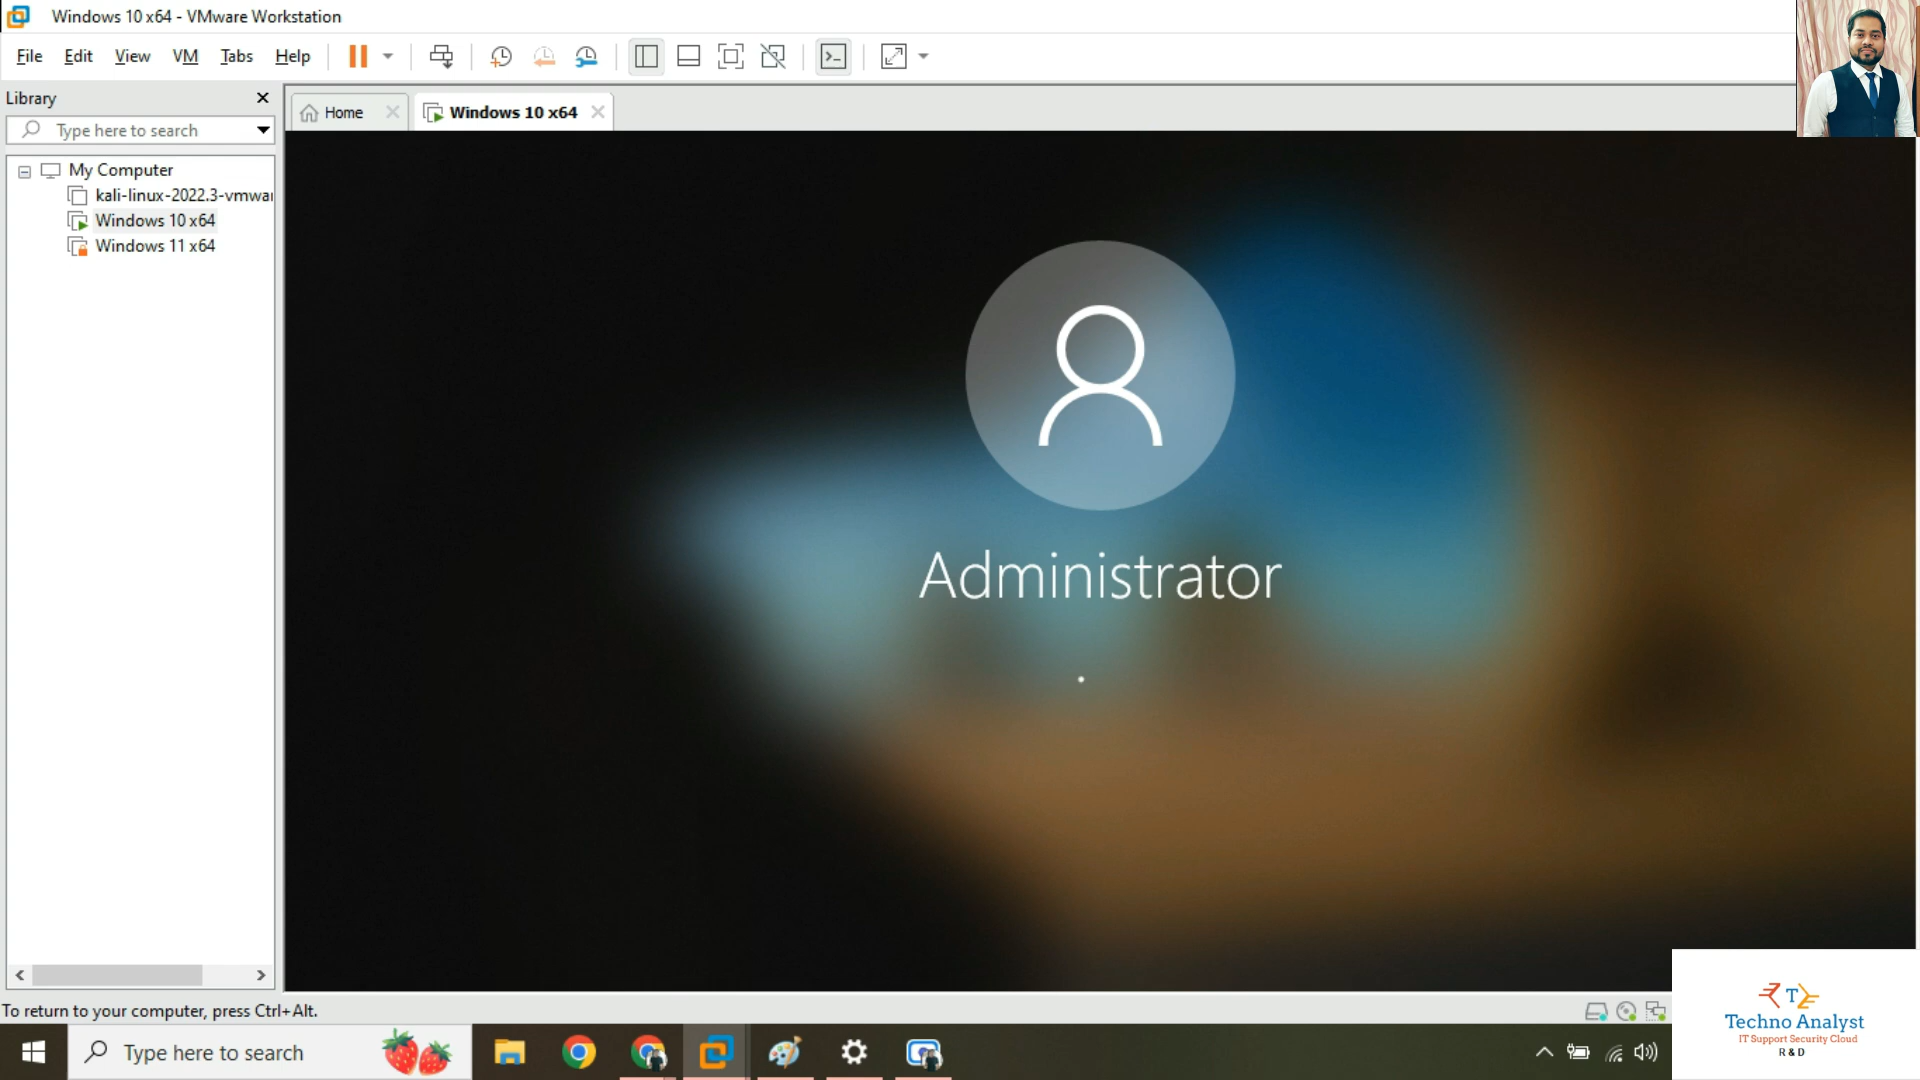 Windows 10 x64 - VMware Workstation
File Edit View VM Tabs Help
Library
Home
Windows 10 x64
Type here to search
My Computer
kali-linux-2022.3-vmwar
Windows 10 x64
Windows 11 x64
Administrator
To return to your computer, press Ctrl+Alt.
Type here to search
Techno Analyst
IT Support Security Cloud
R & D